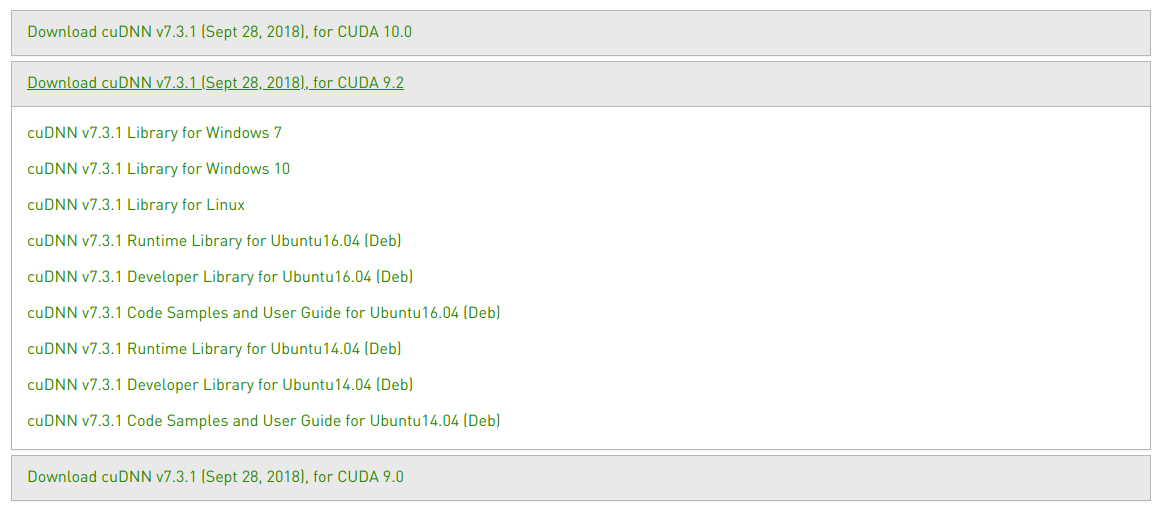 Download cuDNN v7.3.1 (Sept 28, 2018), for CUDA 10.0
Download cuDNN v7.3.1 (Sept 28, 2018), for CUDA 9.2
cuDNN v7.3.1 Library for Windows 7
cuDNN v7.3.1 Library for Windows 10
cuDNN v7.3.1 Library for Linux
cuDNN v7.3.1 Runtime Library for Ubuntu16.04 (Deb)
cuDNN v7.3.1 Developer Library for Ubuntu16.04 (Deb)
cuDNN v7.3.1 Code Samples and User Guide for Ubuntu16.04 (Deb)
cuDNN v7.3.1 Runtime Library for Ubuntu14.04 (Deb)
cuDNN v7.3.1 Developer Library for Ubuntu14.04 (Deb)
cuDNN v7.3.1 Code Samples and User Guide for Ubuntu14.04 (Deb)
Download cuDNN v7.3.1 (Sept 28, 2018), for CUDA 9.0